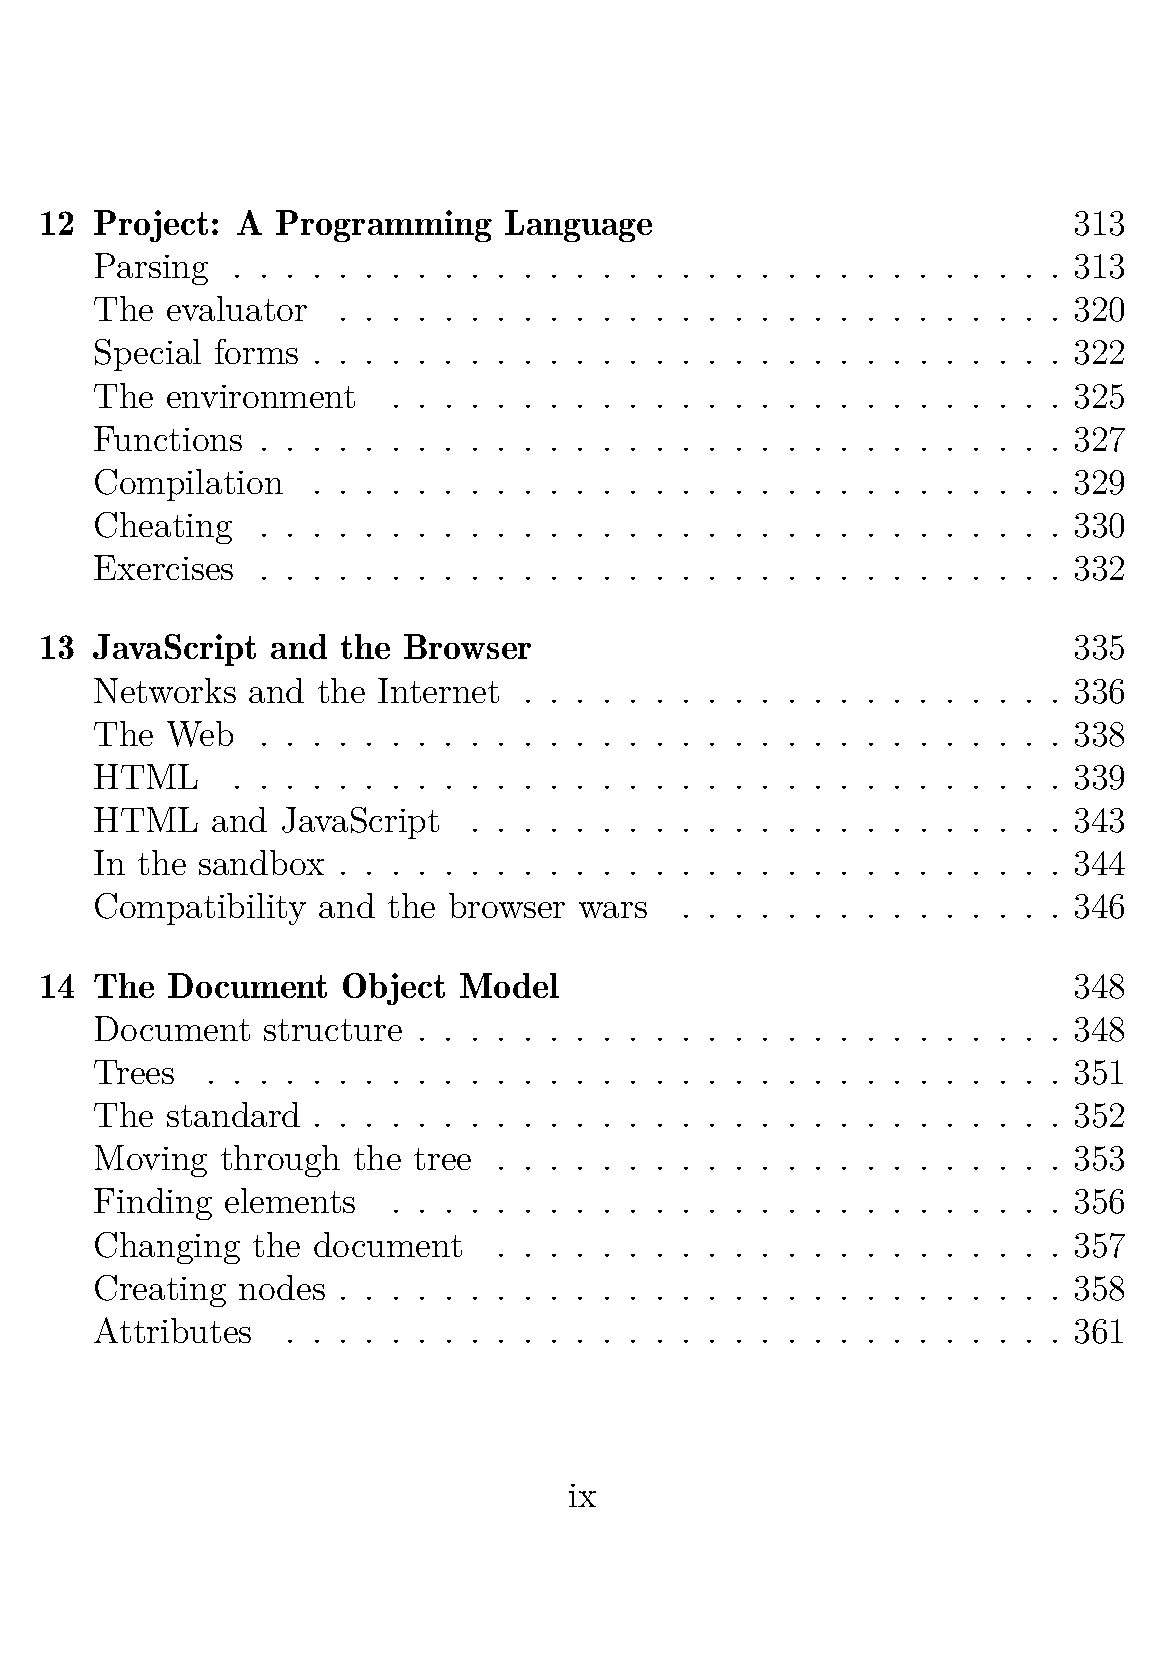 12 Project: A Programming Language 313
Parsing . . . . . . . . . . . . . . . . . . . . . . . . . . . . . . . . 313
The evaluator . . . . . . . . . . . . . . . . . . . . . . . . . . . . 320
Special forms . . . . . . . . . . . . . . . . . . . . . . . . . . . . . 322
The environment . . . . . . . . . . . . . . . . . . . . . . . . . . 325
Functions . . . . . . . . . . . . . . . . . . . . . . . . . . . . . . . 327
Compilation . . . . . . . . . . . . . . . . . . . . . . . . . . . . . 329
Cheating . . . . . . . . . . . . . . . . . . . . . . . . . . . . . . . 330
Exercises . . . . . . . . . . . . . . . . . . . . . . . . . . . . . . . 332
13 JavaScript and the Browser 335
Networks and the Internet . . . . . . . . . . . . . . . . . . . . . 336
The Web . . . . . . . . . . . . . . . . . . . . . . . . . . . . . . . 338
HTML . . . . . . . . . . . . . . . . . . . . . . . . . . . . . . . . 339
HTML and JavaScript . . . . . . . . . . . . . . . . . . . . . . . 343
In the sandbox . . . . . . . . . . . . . . . . . . . . . . . . . . . . 344
Compatibility and the browser wars . . . . . . . . . . . . . . . 346
14 The Document Object Model 348
Document structure . . . . . . . . . . . . . . . . . . . . . . . . . 348
Trees . . . . . . . . . . . . . . . . . . . . . . . . . . . . . . . . . 351
The standard . . . . . . . . . . . . . . . . . . . . . . . . . . . . . 352
Moving through the tree . . . . . . . . . . . . . . . . . . . . . . 353
Finding elements . . . . . . . . . . . . . . . . . . . . . . . . . . 356
Changing the document . . . . . . . . . . . . . . . . . . . . . . 357
Creating nodes . . . . . . . . . . . . . . . . . . . . . . . . . . . . 358
Attributes . . . . . . . . . . . . . . . . . . . . . . . . . . . . . . 361
ix